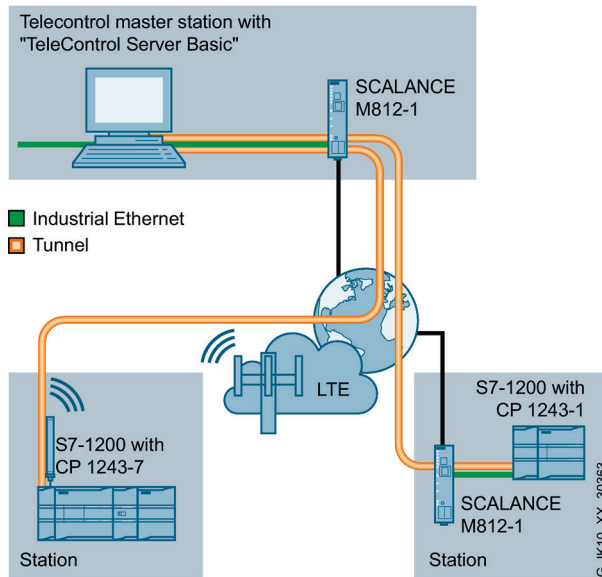 Telecontrol master station with
"TeleControl Server Basic"
SCALANCE
M812-1
Industrial Ethernet
Tunnel
LTE
S7-1200 with
CP 1243-7
Station
S7-1200 with
CP 1243-1
SCALANCE
M812-1
Station
G_IK10_XX_30363